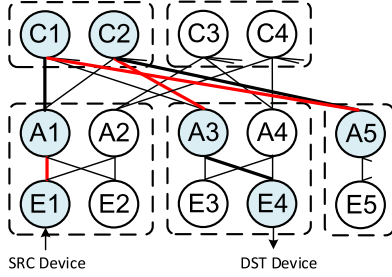 C1 C2 C3 C4
A1 A2 A3 A4 A5
E1 E2 E3 E4 E5
SRC Device DST Device